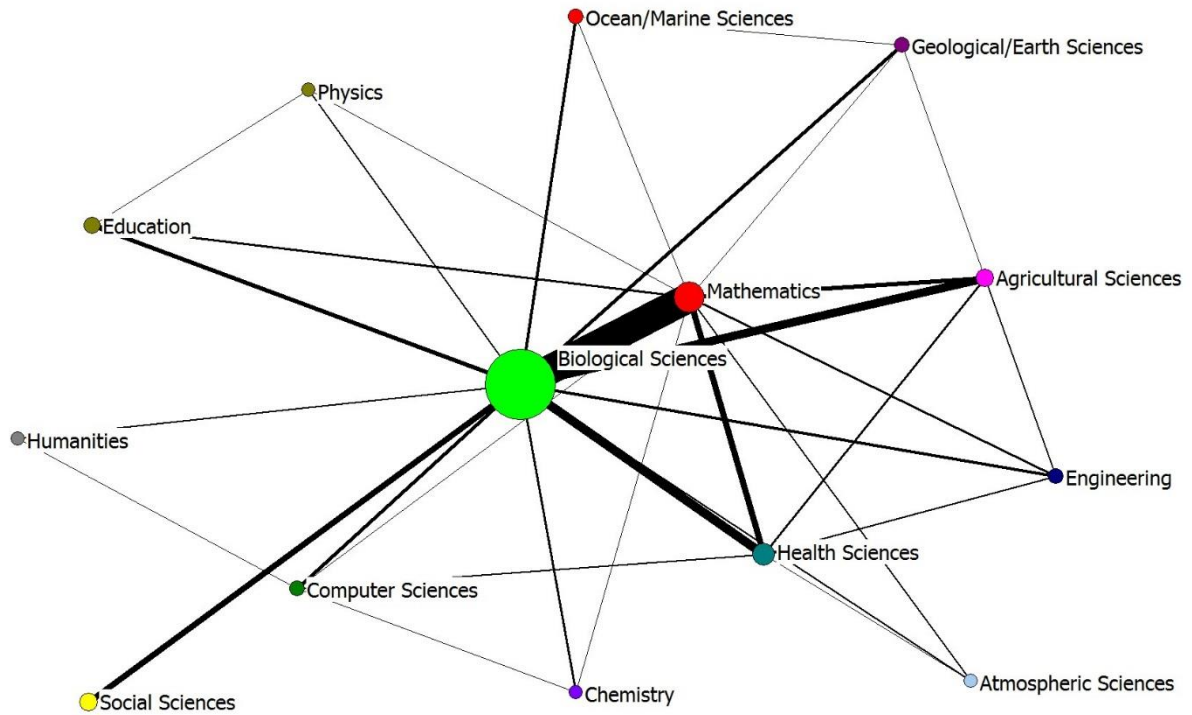 Ocean/Marine Sciences
Geological/Earth Sciences
Physics
Education
Agricultural Sciences
Mathematics
Biological Sciences
Humanities
Engineering
Health Sciences
Computer Sciences
Atmospheric Sciences
Chemistry
Social Sciences